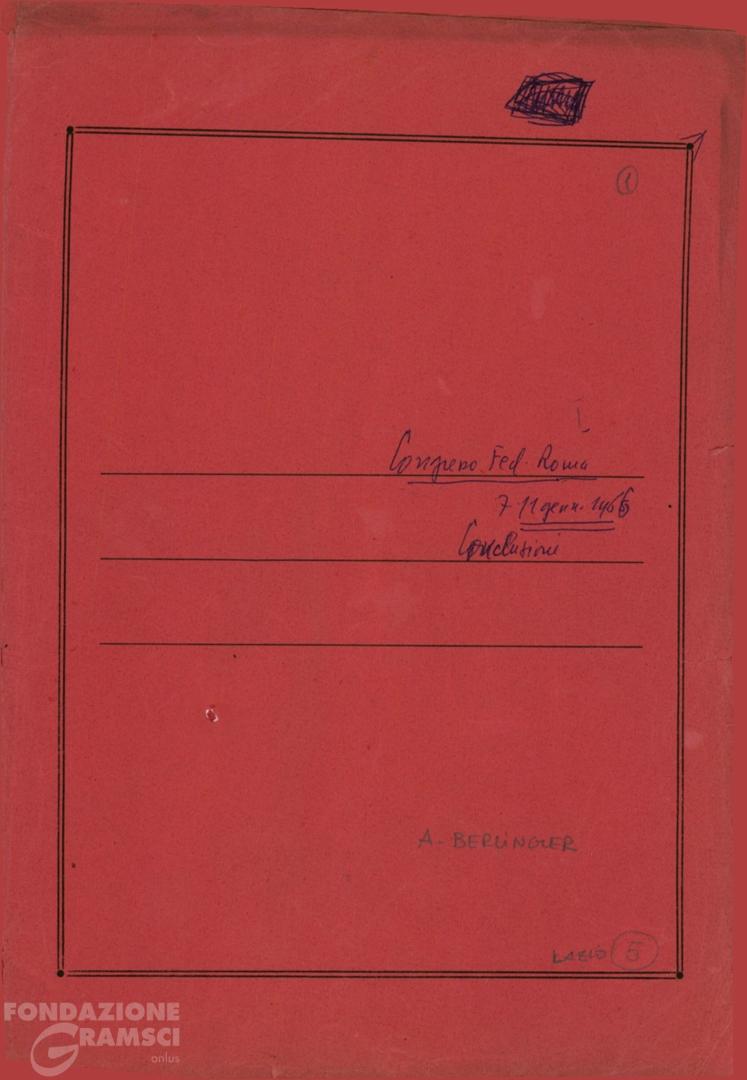 1
Congresso Fed. Roma
7-11 genn. 1966
Conclusioni
A. BERLINGUER
LAZIO 5
FONDAZIONE
GRAMSCI
onlus